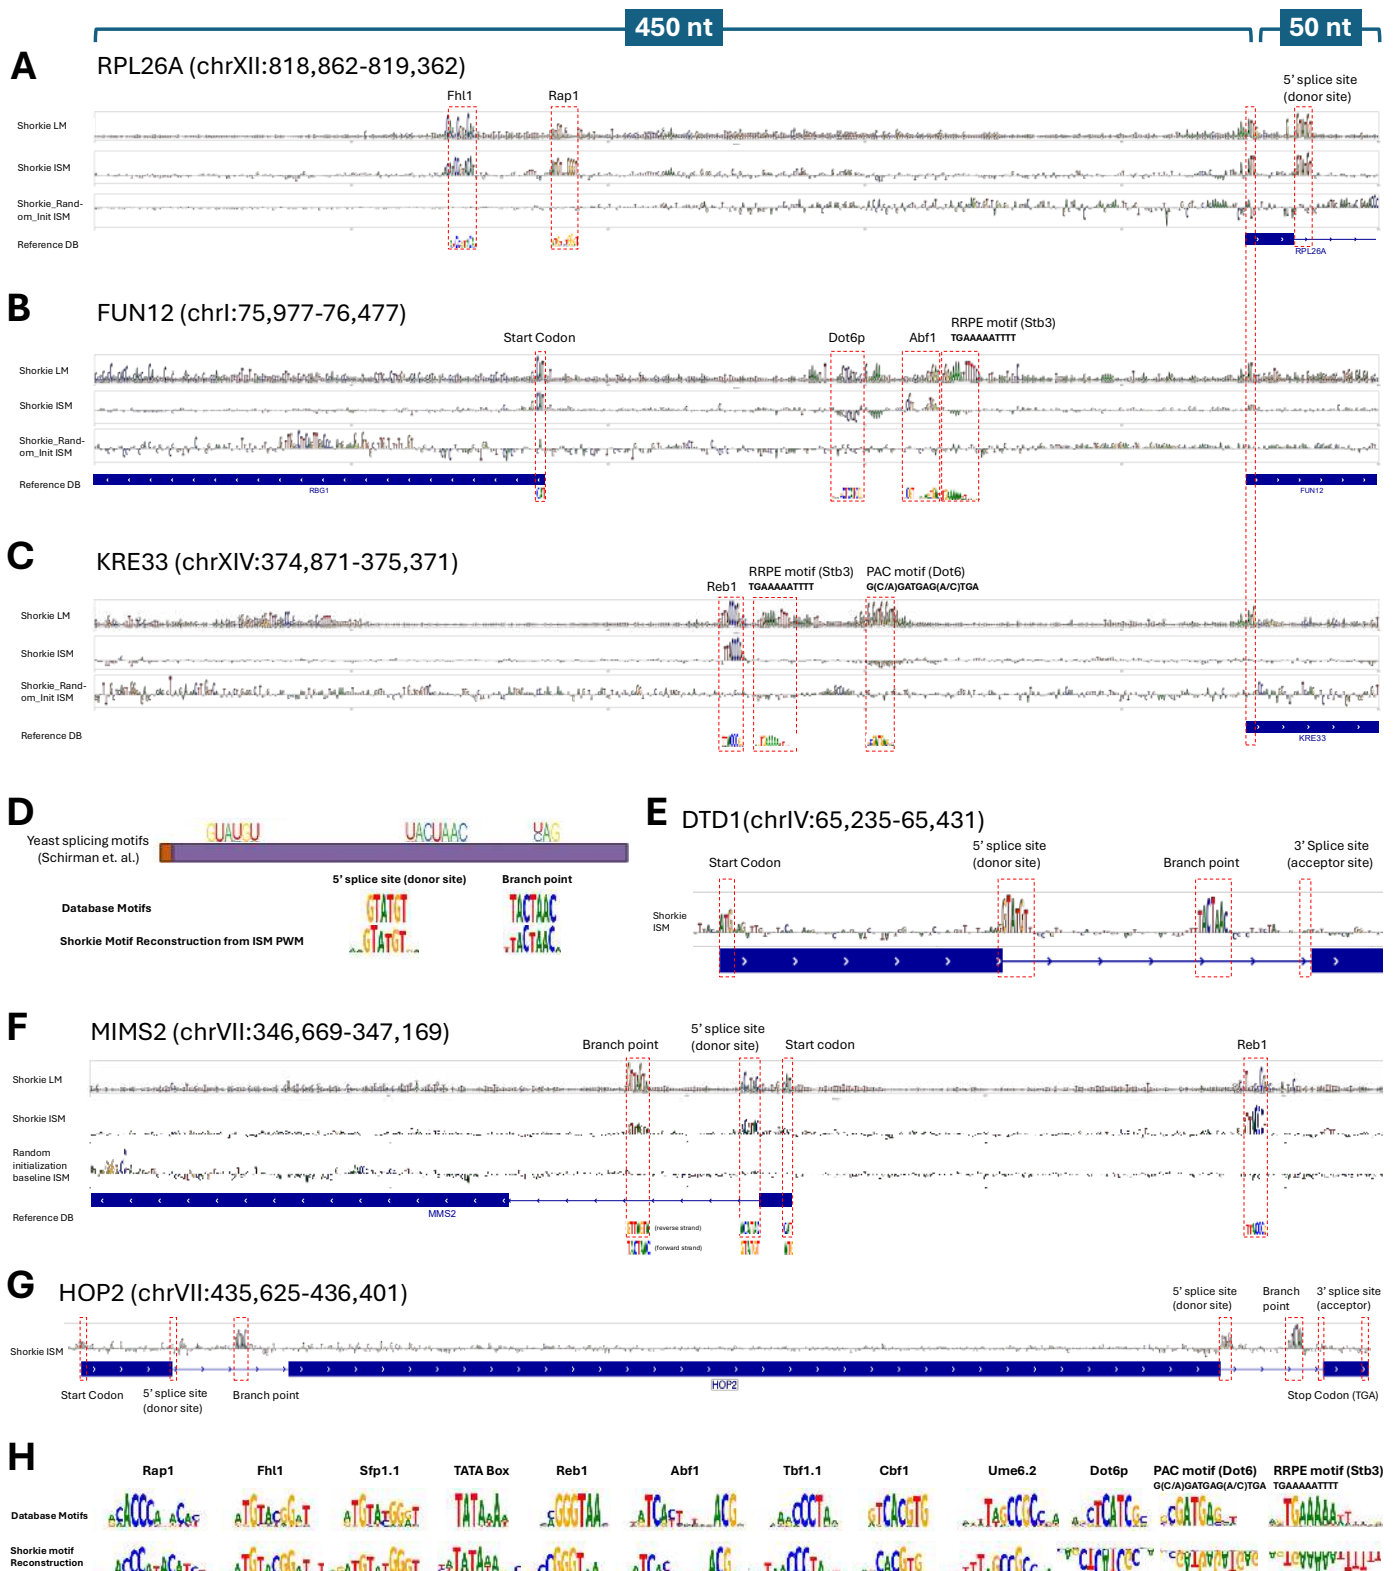 450 nt
50 nt
A
RPL26A (chrXII:818,862-819,362)
5' splice site
(donor site)
Fhl1
Rap1
Shorkie LM
Shorkie ISM
Shorkie_Rand-
om_Init ISM
Reference DB
RPL26A
B
FUN12 (chrI:75,977-76,477)
Start Codon
Dot6p
Abf1
RRPE motif (Stb3)
TGAAAAATTTT
Shorkie LM
Shorkie ISM
Shorkie_Rand-
om_Init ISM
Reference DB
RBG1
FUN12
C
KRE33 (chrXIV:374,871-375,371)
Reb1
RRPE motif (Stb3)
TGAAAAATTTT
PAC motif (Dot6)
G(C/A)GATGAG(A/C)TGA
Shorkie LM
Shorkie ISM
Shorkie_Rand-
om_Init ISM
Reference DB
KRE33
D
Yeast splicing motifs
(Schirman et. al.)
GUAUGU
UACUAAC
5' splice site (donor site)
Branch point
Database Motifs
GTATGT
TACTAAC
Shorkie Motif Reconstruction from ISM PWM
GTATGT
TACTAAC
E
DTD1(chrIV:65,235-65,431)
Start Codon
5' splice site
(donor site)
Branch point
3' Splice site
(acceptor site)
Shorkie
ISM
F
MIMS2 (chrVII:346,669-347,169)
Branch point
5' splice site
(donor site)
Start codon
Reb1
Shorkie LM
Shorkie ISM
Random
initialization
baseline ISM
Reference DB
MMS2
(reverse strand)
(forward strand)
G
HOP2 (chrVII:435,625-436,401)
5' splice site
(donor site)
Branch
point
3' splice site
(acceptor)
Shorkie ISM
HOP2
Start Codon
5' splice site
(donor site)
Branch point
Stop Codon (TGA)
H
Rap1
Fhl1
Sfp1.1
TATA Box
Reb1
Abf1
Tbf1.1
Cbf1
Ume6.2
Dot6p
PAC motif (Dot6)
G(C/A)GATGAG(A/C)TGA
RRPE motif (Stb3)
TGAAAAATTTT
Database Motifs
Shorkie motif
Reconstruction